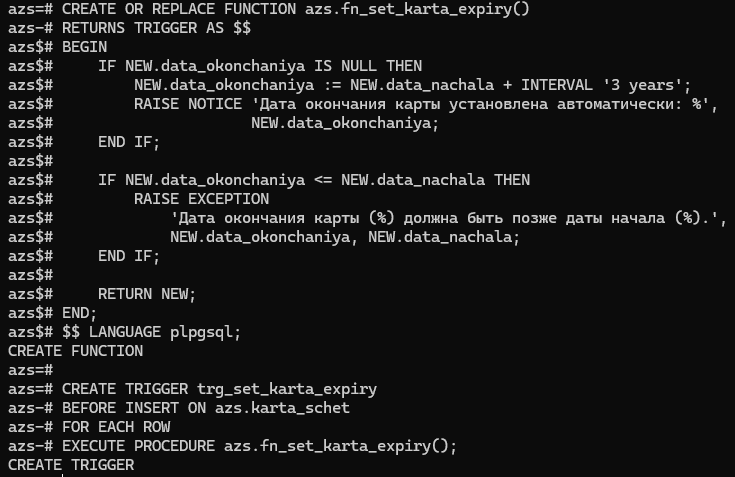 azs=# CREATE OR REPLACE FUNCTION azs.fn_set_karta_expiry()
azs-# RETURNS TRIGGER AS $$
azs$# BEGIN
azs$#     IF NEW.data_okonchaniya IS NULL THEN
azs$#         NEW.data_okonchaniya := NEW.data_nachala + INTERVAL '3 years';
azs$#         RAISE NOTICE 'Дата окончания карты установлена автоматически: %',
azs$#                      NEW.data_okonchaniya;
azs$#     END IF;
azs$#
azs$#     IF NEW.data_okonchaniya <= NEW.data_nachala THEN
azs$#         RAISE EXCEPTION
azs$#             'Дата окончания карты (%) должна быть позже даты начала (%).',
azs$#             NEW.data_okonchaniya, NEW.data_nachala;
azs$#     END IF;
azs$#
azs$#     RETURN NEW;
azs$# END;
azs$# $$ LANGUAGE plpgsql;
CREATE FUNCTION
azs=#
azs=# CREATE TRIGGER trg_set_karta_expiry
azs-# BEFORE INSERT ON azs.karta_schet
azs-# FOR EACH ROW
azs-# EXECUTE PROCEDURE azs.fn_set_karta_expiry();
CREATE TRIGGER